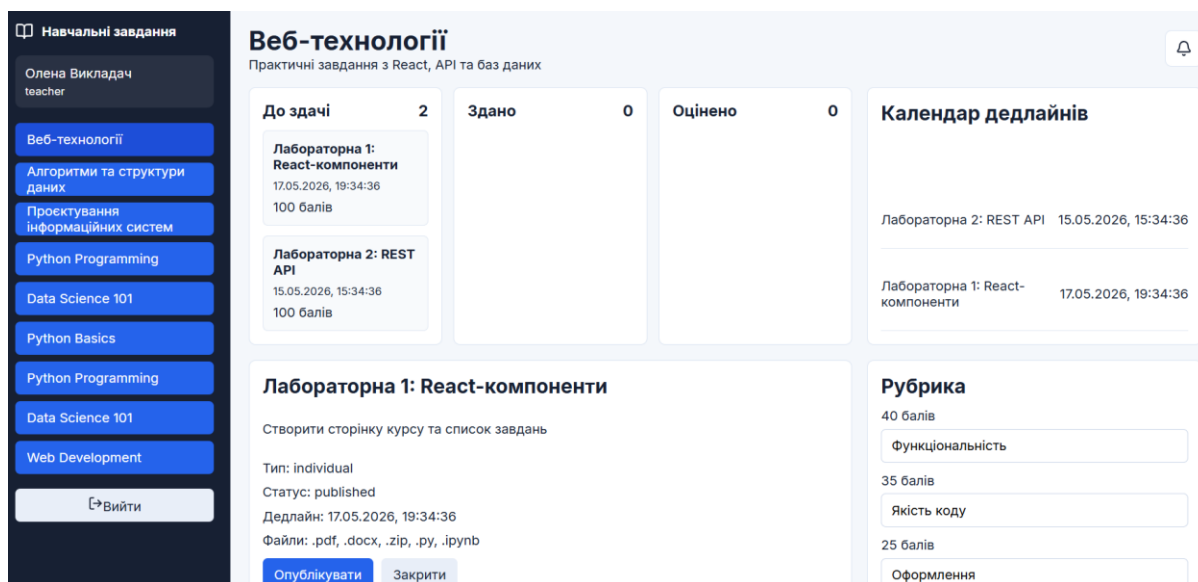 Навчальні завдання
Олена Викладач
teacher
Веб-технології
Алгоритми та структури
даних
Проєктування
інформаційних систем
Python Programming
Data Science 101
Python Basics
Python Programming
Data Science 101
Web Development
Вийти
Веб-технології
Практичні завдання з React, API та баз даних
До здачі 2
Лабораторна 1:
React-компоненти
17.05.2026, 19:34:36
100 балів
Лабораторна 2: REST
API
15.05.2026, 15:34:36
100 балів
Здано 0
Оцінено 0
Календар дедлайнів
Лабораторна 2: REST API 15.05.2026, 15:34:36
Лабораторна 1: React-
компоненти 17.05.2026, 19:34:36
Лабораторна 1: React-компоненти
Створити сторінку курсу та список завдань
Тип: individual
Статус: published
Дедлайн: 17.05.2026, 19:34:36
Файли: .pdf, .docx, .zip, .py, .ipynb
Опублікувати Закрити
Рубрика
40 балів
Функціональність
35 балів
Якість коду
25 балів
Оформлення